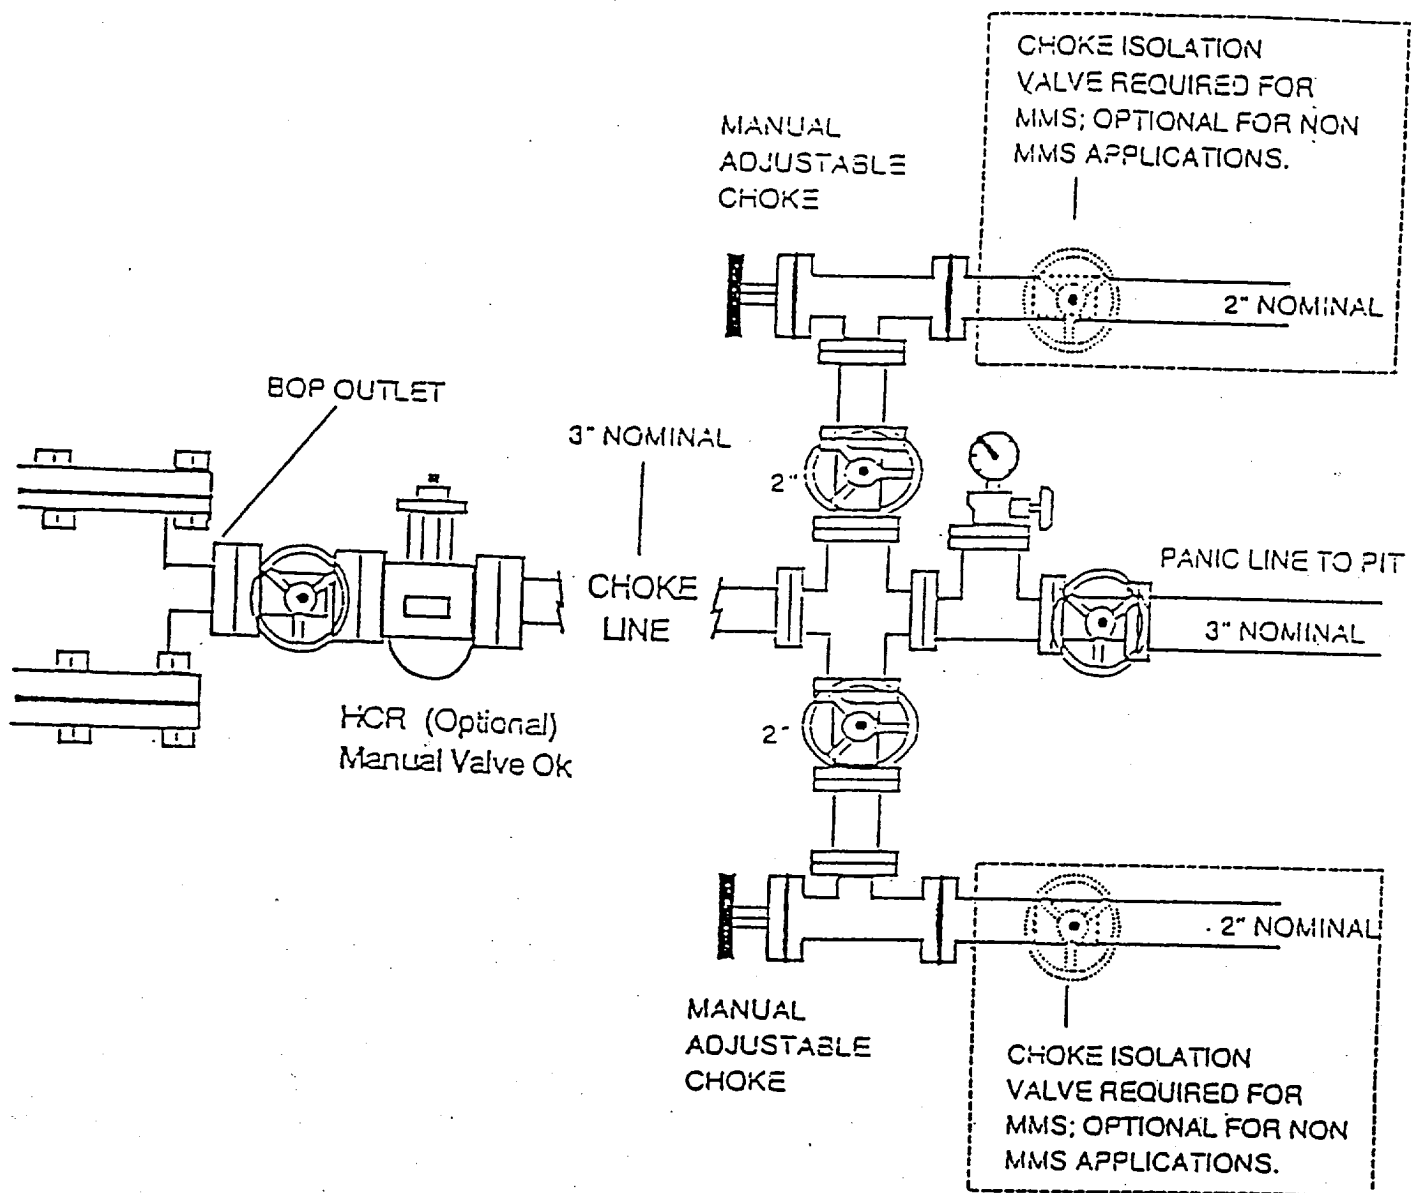 CHOKE ISOLATION
VALVE REQUIRED FOR
MMS; OPTIONAL FOR NON
MMS APPLICATIONS.
MANUAL
ADJUSTABLE
CHOKE
2" NOMINAL
BOP OUTLET
3" NOMINAL
2"
PANIC LINE TO PIT
CHOKE
LINE
3" NOMINAL
HCR (Optional)
Manual Valve Ok
2"
2" NOMINAL
MANUAL
ADJUSTABLE
CHOKE
CHOKE ISOLATION
VALVE REQUIRED FOR
MMS; OPTIONAL FOR NON
MMS APPLICATIONS.